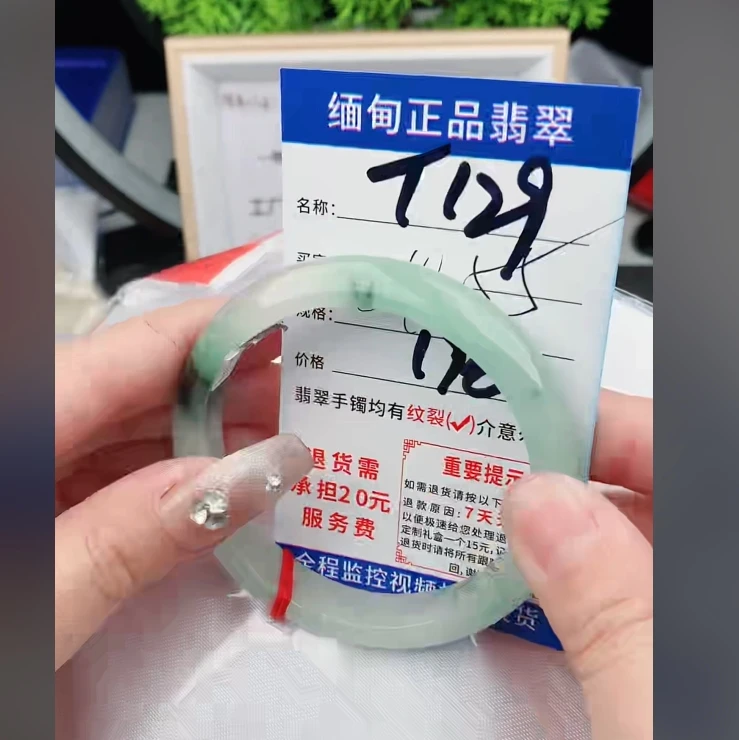 缅甸正品翡翠
名称: T129
55
规格:
价格
翡翠手镯均有纹裂(✓)介意
退货需
承担20元
服务费
重要提示
如需退货请按以下
退款原因:7天
以便极速给您处理退
定制礼盒一个15元,
退货时请将所有跟
回,谢
全程监控视频